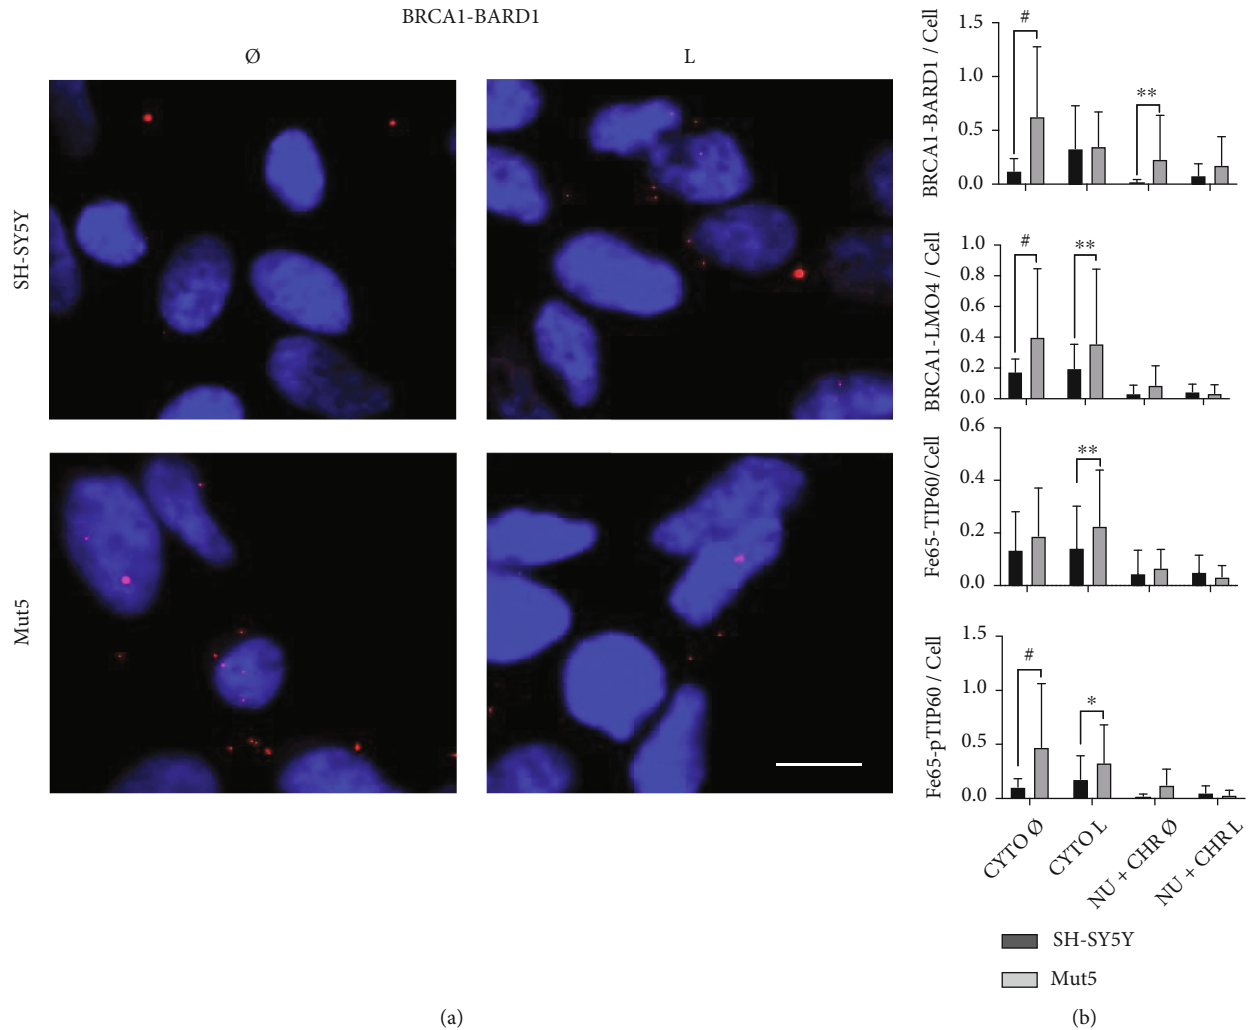 BRCA1-BARD1
Ø
L
SH-SY5Y
Mut5
(a)
BRCA1-BARD1 / Cell
1.5
1.0
0.5
0.0
#
**
BRCA1-LMO4 / Cell
1.0
0.8
0.6
0.4
0.2
0.0
#
**
Fe65-TIP60/Cell
0.6
0.4
0.2
0.0
**
Fe65-pTIP60 / Cell
1.5
1.0
0.5
0.0
#
*
CYTO Ø
CYTO L
NU + CHR Ø
NU + CHR L
SH-SY5Y
Mut5
(b)